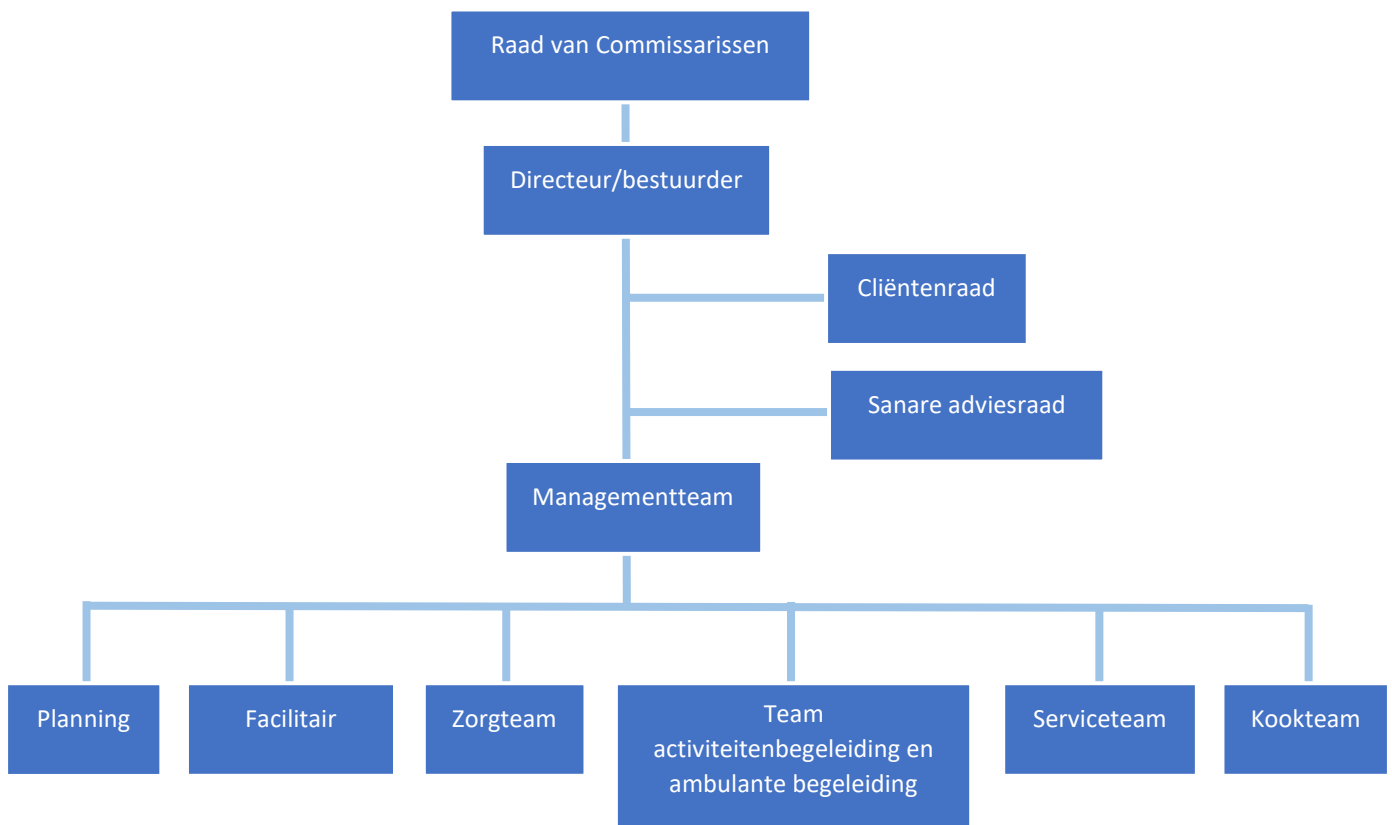 Raad van Commissarissen
Directeur/bestuurder
Cliëntenraad
Sanare adviesraad
Managementteam
Planning
Facilitair
Zorgteam
Team
activiteitenbegeleiding en
ambulante begeleiding
Serviceteam
Kookteam